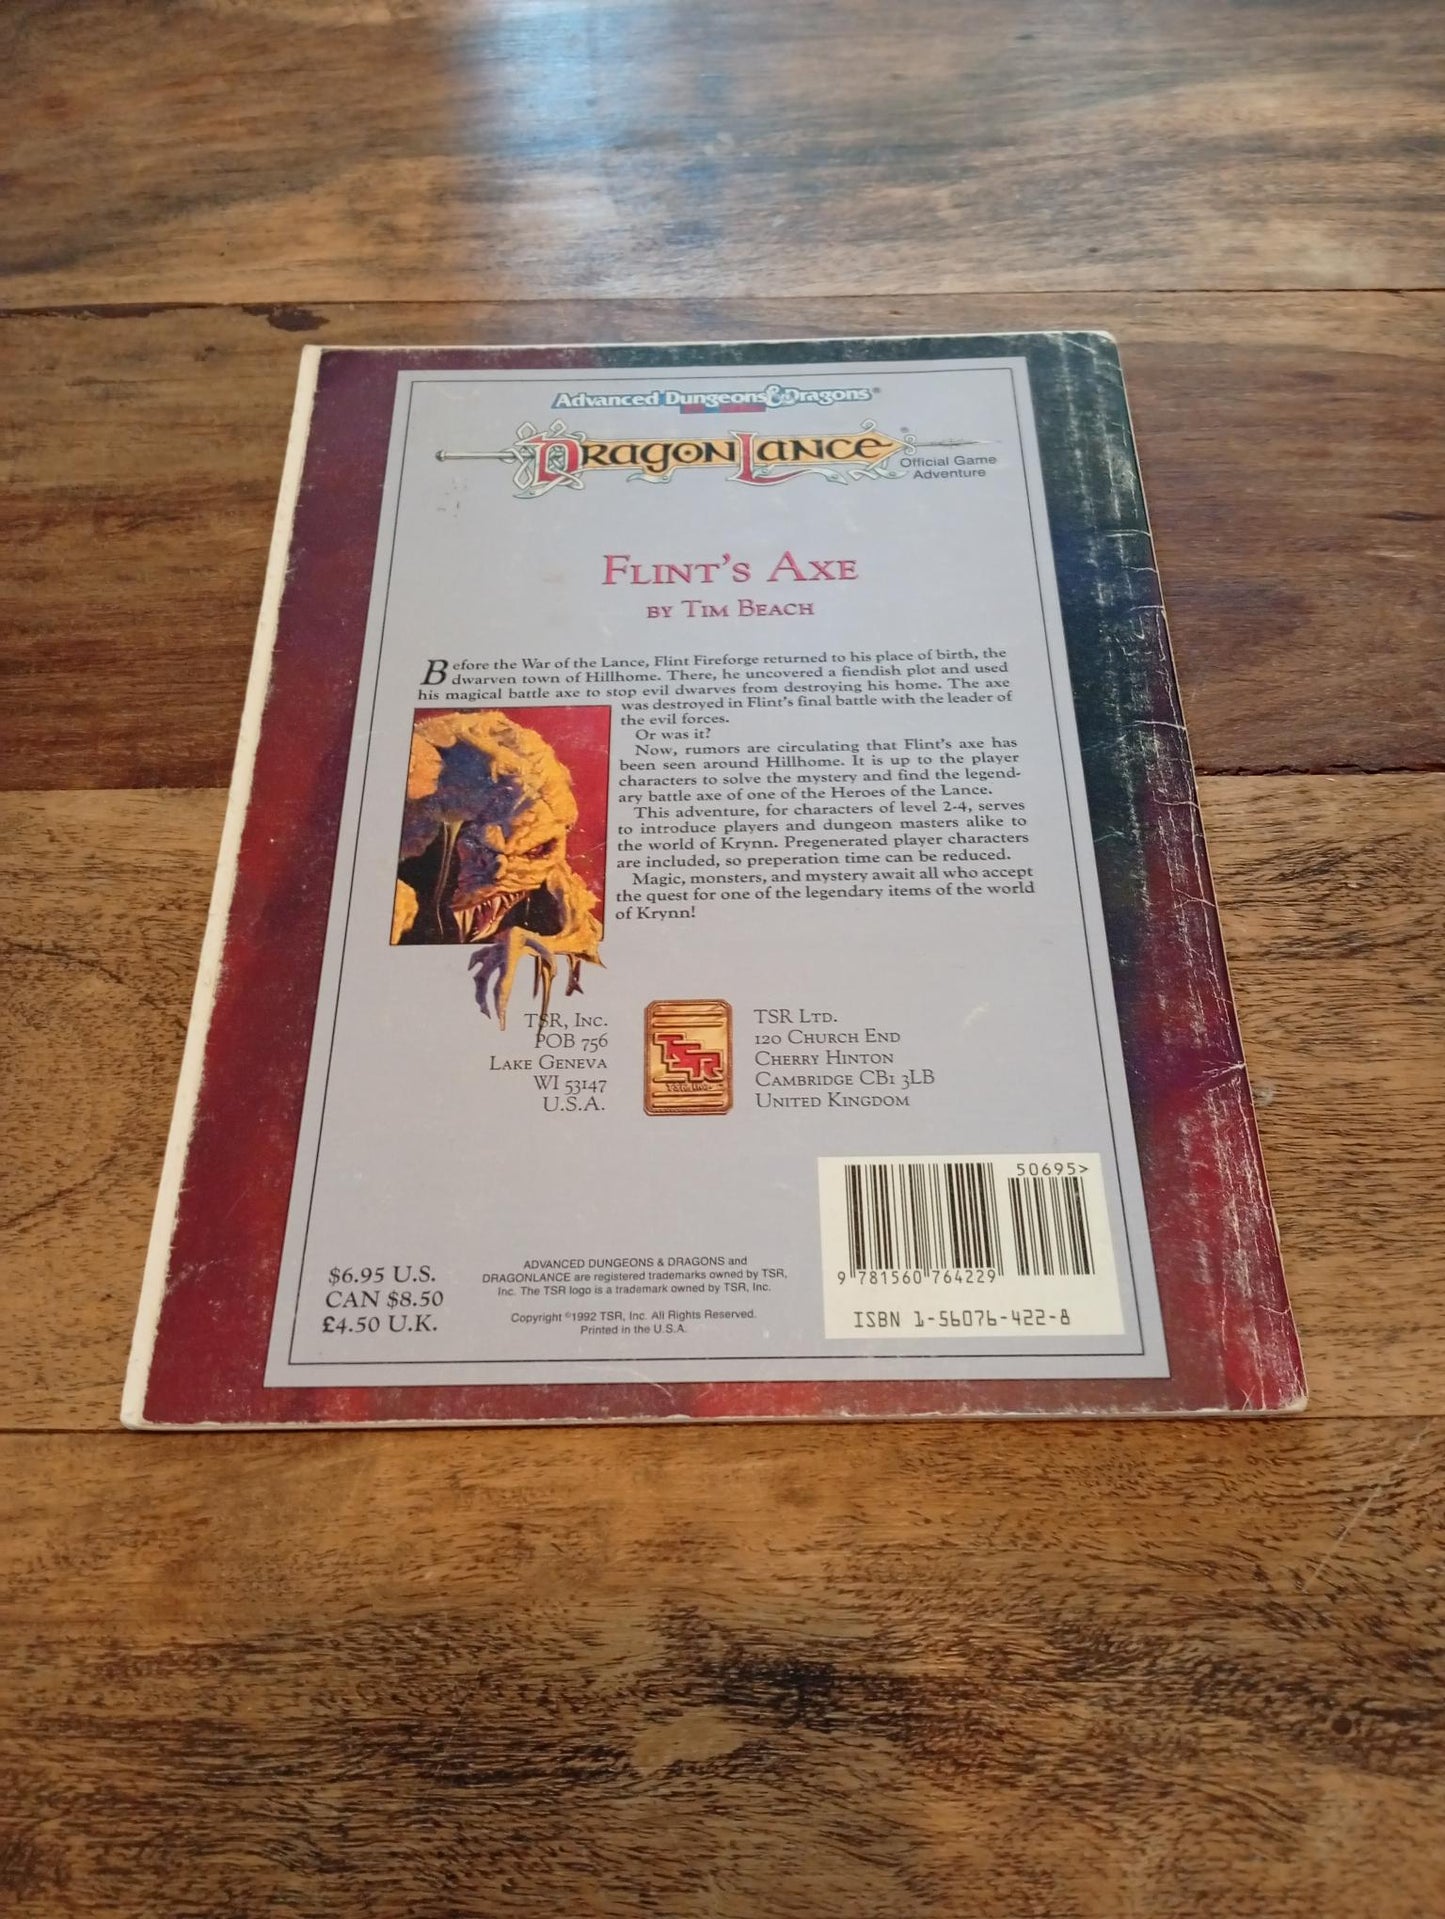 Advanced Dungeons & Dragons®
DRAGONLANCE®
Official Game
Adventure
FLINT'S AXE
BY TIM BEACH
Before the War of the Lance, Flint Fireforge returned to his place of birth, the
dwarven town of Hillhome. There, he uncovered a fiendish plot and used
his magical battle axe to stop evil dwarves from destroying his home. The axe
was destroyed in Flint's final battle with the leader of
the evil forces.
Or was it?
Now, rumors are circulating that Flint's axe has
been seen around Hillhome. It is up to the player
characters to solve the mystery and find the legend-
ary battle axe of one of the Heroes of the Lance.
This adventure, for characters of level 2-4, serves
to introduce players and dungeon masters alike to
the world of Krynn. Pregenerated player characters
are included, so preperation time can be reduced.
Magic, monsters, and mystery await all who accept
the quest for one of the legendary items of the world
of Krynn!
TSR, INC.
POB 756
LAKE GENEVA
WI 53147
U.S.A.
TSR
TSR LTD.
120 CHURCH END
CHERRY HINTON
CAMBRIDGE CB1 3LB
UNITED KINGDOM
$6.95 U.S.
CAN $8.50
£4.50 U.K.
ADVANCED DUNGEONS & DRAGONS and
DRAGONLANCE are registered trademarks owned by TSR,
Inc. The TSR logo is a trademark owned by TSR, Inc.
Copyright ©1992 TSR, Inc. All Rights Reserved.
Printed in the U.S.A.
50695>
9 781560 764229
ISBN 1-56076-422-8